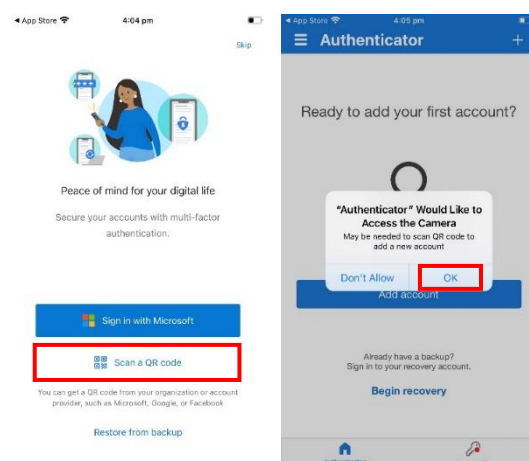 App Store
4:04 pm
Skip
Peace of mind for your digital life
Secure your accounts with multi-factor
authentication.
Sign in with Microsoft
Scan a QR code
You can get a QR code from your organization or account
provider, such as Microsoft, Google, or Facebook
Restore from backup
App Store
4:05 pm
Authenticator
Ready to add your first account?
"Authenticator" Would Like to
Access the Camera
May be needed to scan QR code to
add a new account
Don't Allow
OK
Add account
Already have a backup?
Sign in to your recovery account.
Begin recovery